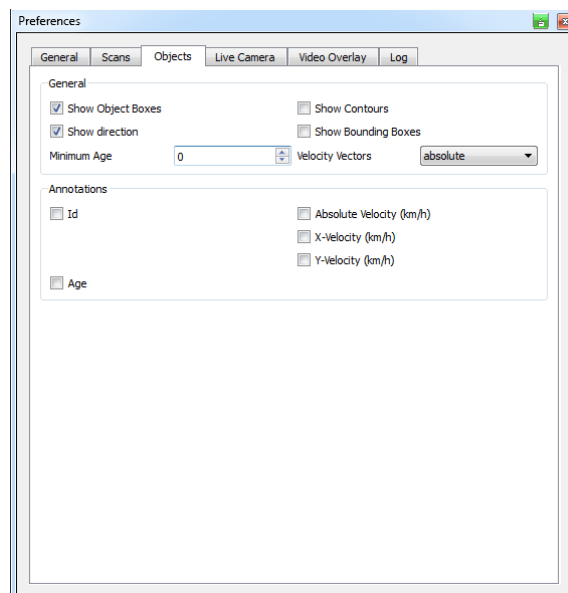 Preferences
General Scans Objects Live Camera Video Overlay Log
General
Show Object Boxes Show Contours
Show direction Show Bounding Boxes
Minimum Age 0 Velocity Vectors absolute
Annotations
Id Absolute Velocity (km/h)
X-Velocity (km/h)
Y-Velocity (km/h)
Age